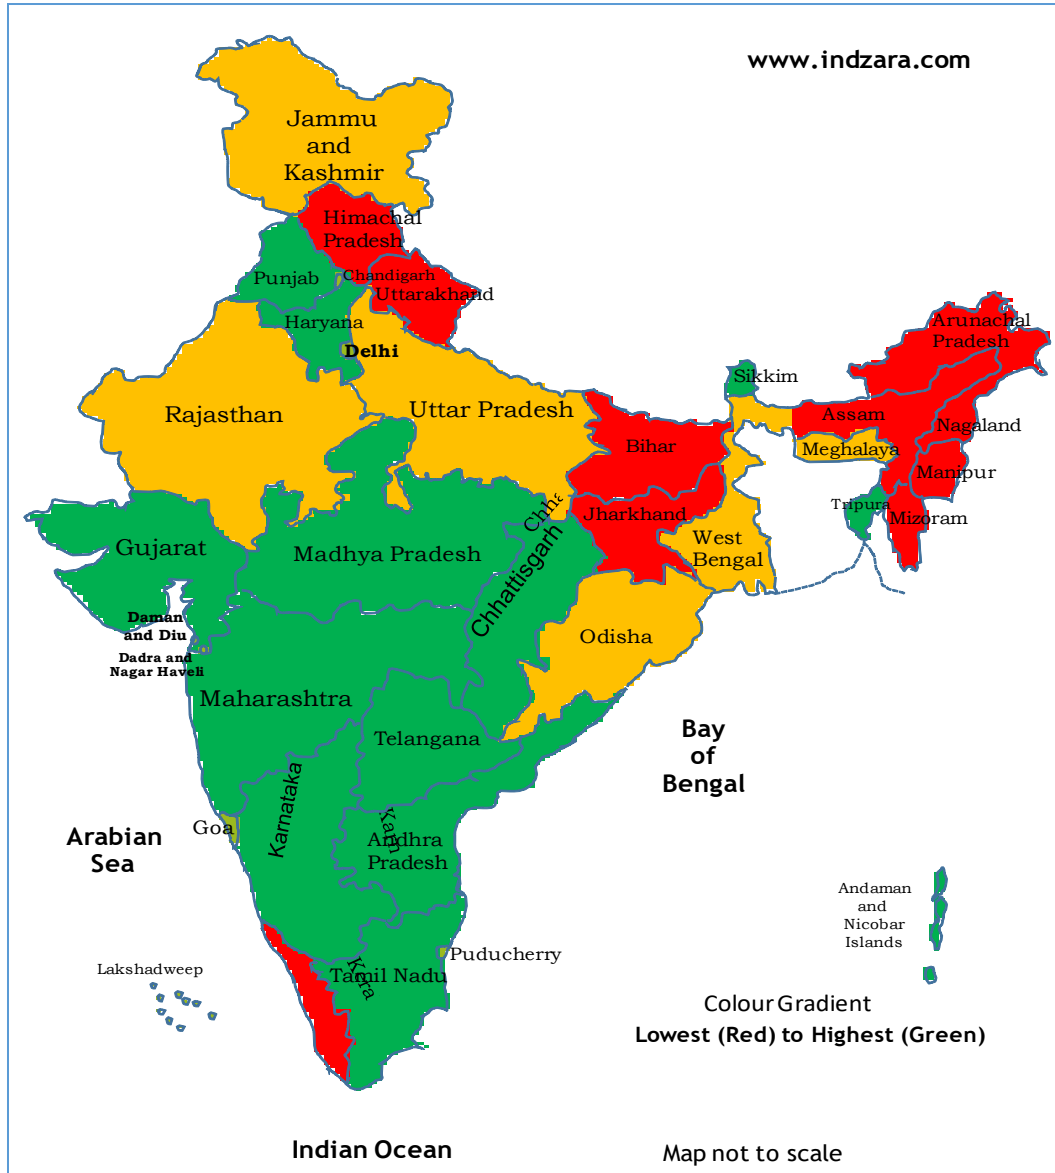 www.indzara.com
Jammu
and
Kashmir
Himachal
Pradesh
Punjab
Chandigarh
Uttarakhand
Haryana
Delhi
Arunachal
Pradesh
Sikkim
Rajasthan
Uttar Pradesh
Assam
Nagaland
Bihar
Meghalaya
Manipur
Chha
Jharkhand
Tripura
Mizoram
Gujarat
Madhya Pradesh
Chhattisgarh
West
Bengal
Daman
and Diu
Odisha
Dadra and
Nagar Haveli
Maharashtra
Telangana
Bay
of
Bengal
Karnataka
Goa
Karn
Andhra
Pradesh
Arabian
Sea
Andaman
and
Nicobar
Islands
Puducherry
Lakshadweep
Kera
Tamil Nadu
Colour Gradient
Lowest (Red) to Highest (Green)
Indian Ocean
Map not to scale